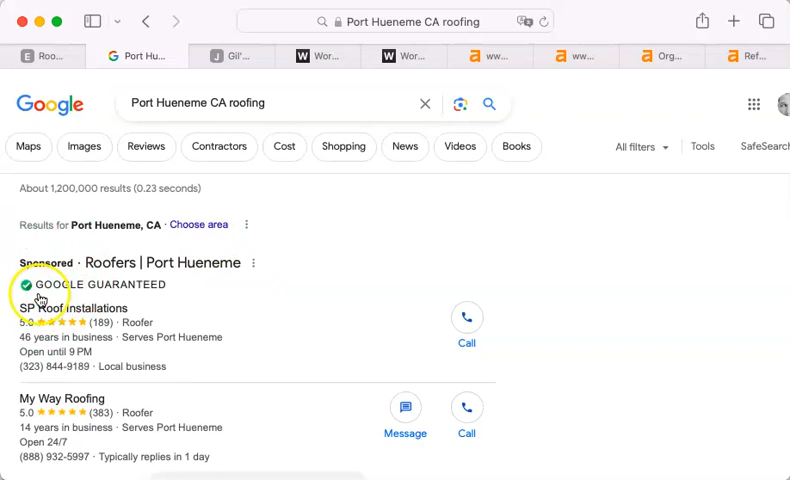 Port Hueneme CA roofing
E Roo...
G Port Hu...
J Gil'...
W Wor...
W Wor...
a ww...
a ww...
a Org...
a Ref...
Google
Port Hueneme CA roofing
Maps
Images
Reviews
Contractors
Cost
Shopping
News
Videos
Books
All filters
Tools
SafeSearch
About 1,200,000 results (0.23 seconds)
Results for Port Hueneme, CA · Choose area
Sponsored · Roofers | Port Hueneme
GOOGLE GUARANTEED
SP Roof Installations
5.0 ★★★★★ (189) · Roofer
46 years in business · Serves Port Hueneme
Open until 9 PM
(323) 844-9189 · Local business
Call
My Way Roofing
5.0 ★★★★★ (383) · Roofer
14 years in business · Serves Port Hueneme
Open 24/7
(888) 932-5997 · Typically replies in 1 day
Message
Call